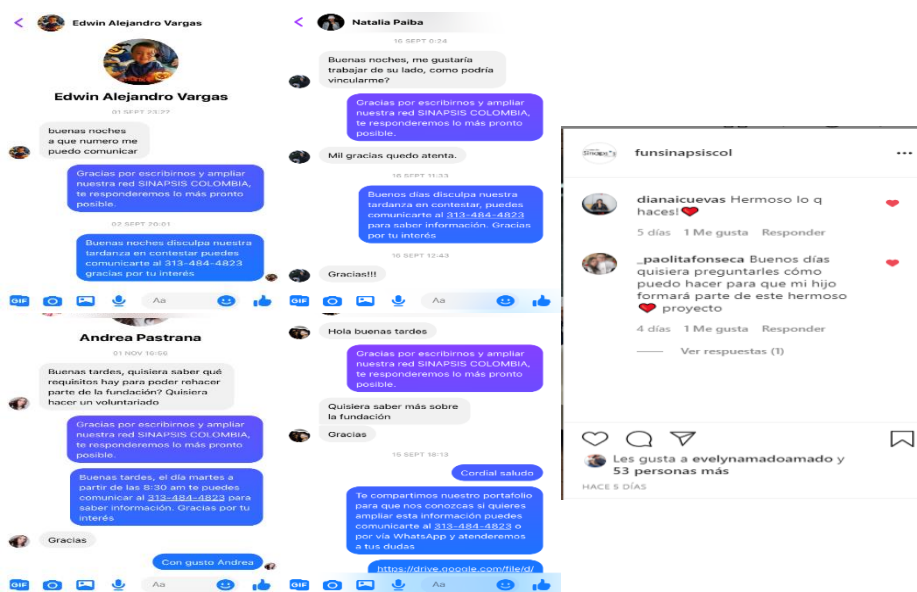 Edwin Alejandro Vargas
Edwin Alejandro Vargas
01 SEPT 23:27
buenas noches
a que numero me
puedo comunicar
Gracias por escribirnos y ampliar
nuestra red SINAPSIS COLOMBIA,
te responderemos lo más pronto
posible.
02 SEPT 20:01
Buenas noches disculpa nuestra
tardanza en contestar puedes
comunicarte al 313-484-4823
gracias por tu interés
GIF
Aa
Natalia Paiba
16 SEPT 0:24
Buenas noches, me gustaría
trabajar de su lado, como podría
vincularme?
Gracias por escribirnos y ampliar
nuestra red SINAPSIS COLOMBIA,
te responderemos lo más pronto
posible.
Mil gracias quedo atenta.
16 SEPT 11:33
Buenos días disculpa nuestra
tardanza en contestar, puedes
comunicarte al 313-484-4823
para saber información. Gracias
por tu interés
16 SEPT 12:43
Gracias!!!
GIF
Aa
Andrea Pastrana
01 NOV 16:56
Buenas tardes, quisiera saber qué
requisitos hay para poder rehacer
parte de la fundación? Quisiera
hacer un voluntariado
Gracias por escribirnos y ampliar
nuestra red SINAPSIS COLOMBIA,
te responderemos lo más pronto
posible.
Buenas tardes, el día martes a
partir de las 8:30 am te puedes
comunicar al 313-484-4823 para
saber información. Gracias por tu
interés
Gracias
Con gusto Andrea
GIF
Aa
Hola buenas tardes
Gracias por escribirnos y ampliar
nuestra red SINAPSIS COLOMBIA,
te responderemos lo más pronto
posible.
Quisiera saber más sobre
la fundación
Gracias
15 SEPT 18:13
Cordial saludo
Te compartimos nuestro portafolio
para que nos conozcas si quieres
ampliar esta información puedes
comunicarte al 313-484-4823 o
por vía WhatsApp y atenderemos
a tus dudas
https://drive.google.com/file/d/
GIF
Aa
funsinapsiscol
dianaicuevas Hermoso lo q
haces!❤️
5 días 1 Me gusta Responder
_paolitafonseca Buenos días
quisiera preguntarles cómo
puedo hacer para que mi hijo
formará parte de este hermoso
❤️ proyecto
4 días 1 Me gusta Responder
Ver respuestas (1)
Les gusta a evelynamadoamado y
53 personas más
HACE 5 DÍAS